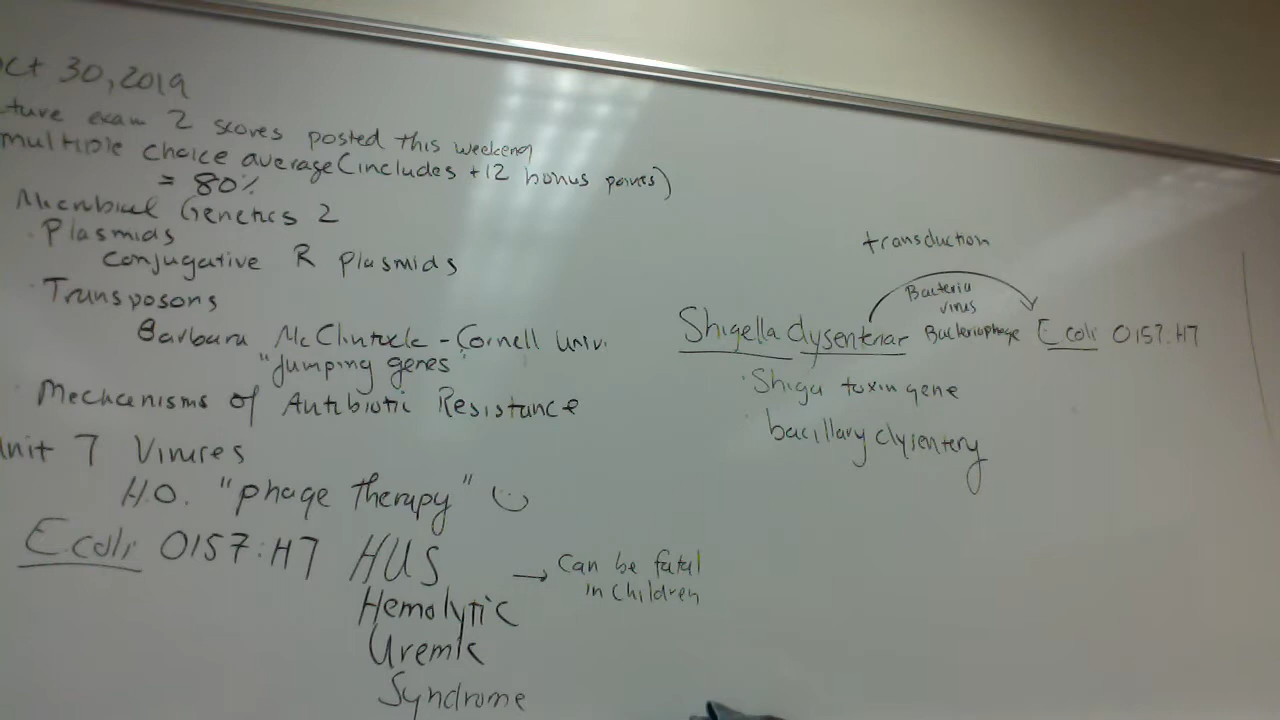 Oct 30, 2019
ture exam 2 scores posted this weekend
multiple choice average (includes +12 bonus points)
= 80%
Microbial Genetics 2
· Plasmids
Conjugative R Plasmids
· Transposons
Barbara McClintock - Cornell Univ.
"Jumping genes"
Mechanisms of Antibiotic Resistance
Unit 7 Viruses
H.O. "phage therapy"
E coli O157:H7 HUS → can be fatal
in children
Hemolytic
Uremic
Syndrome
transduction
Bacteria
virus
Shigella dysenteriae Bacteriophage E coli O157:H7
· Shiga toxin gene
· bacillary dysentery